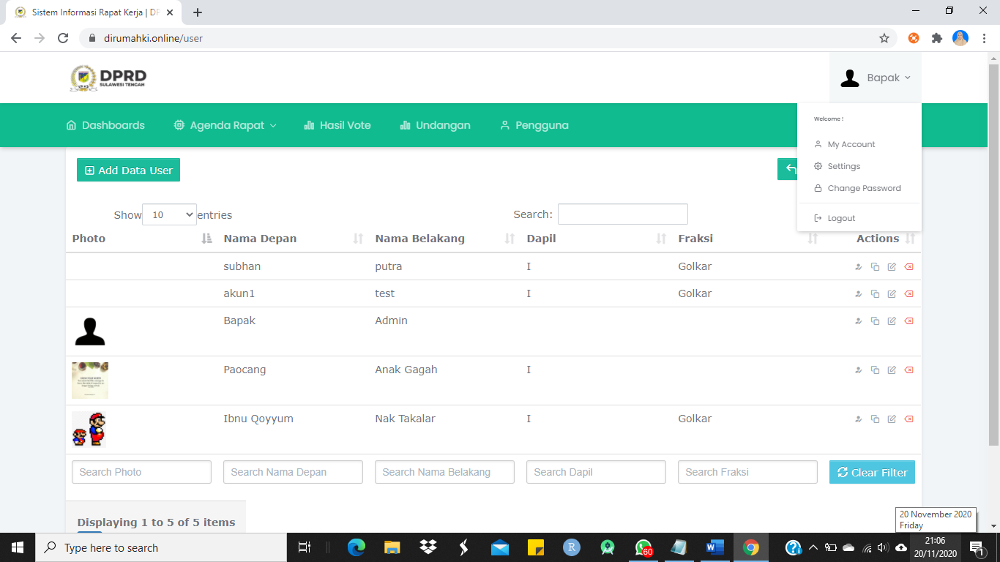 Sistem Informasi Rapat Kerja | DP
dirumahki.online/user
DPRD
SULAWESI TENGAH
Bapak
Dashboards Agenda Rapat Hasil Vote Undangan Pengguna
Welcome !
My Account
Settings
Change Password
Logout
Add Data User
Show 10 entries Search:
Photo Nama Depan Nama Belakang Dapil Fraksi Actions
subhan putra I Golkar
akun1 test I Golkar
Bapak Admin
Paocang Anak Gagah I
Ibnu Qoyyum Nak Takalar I Golkar
Search Photo Search Nama Depan Search Nama Belakang Search Dapil Search Fraksi Clear Filter
Displaying 1 to 5 of 5 items
20 November 2020
Friday
Type here to search
R
60
21:06
20/11/2020
1